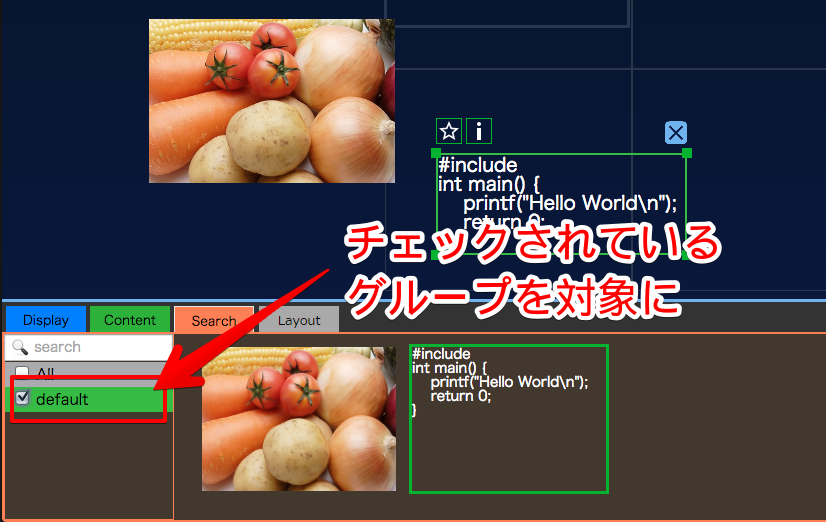 #include
int main() {
printf("Hello World\n");
return 0;
チェックされている
グループを対象に
Display
Content
Search
Layout
search
All
default
#include
int main() {
printf("Hello World\n");
return 0;
}